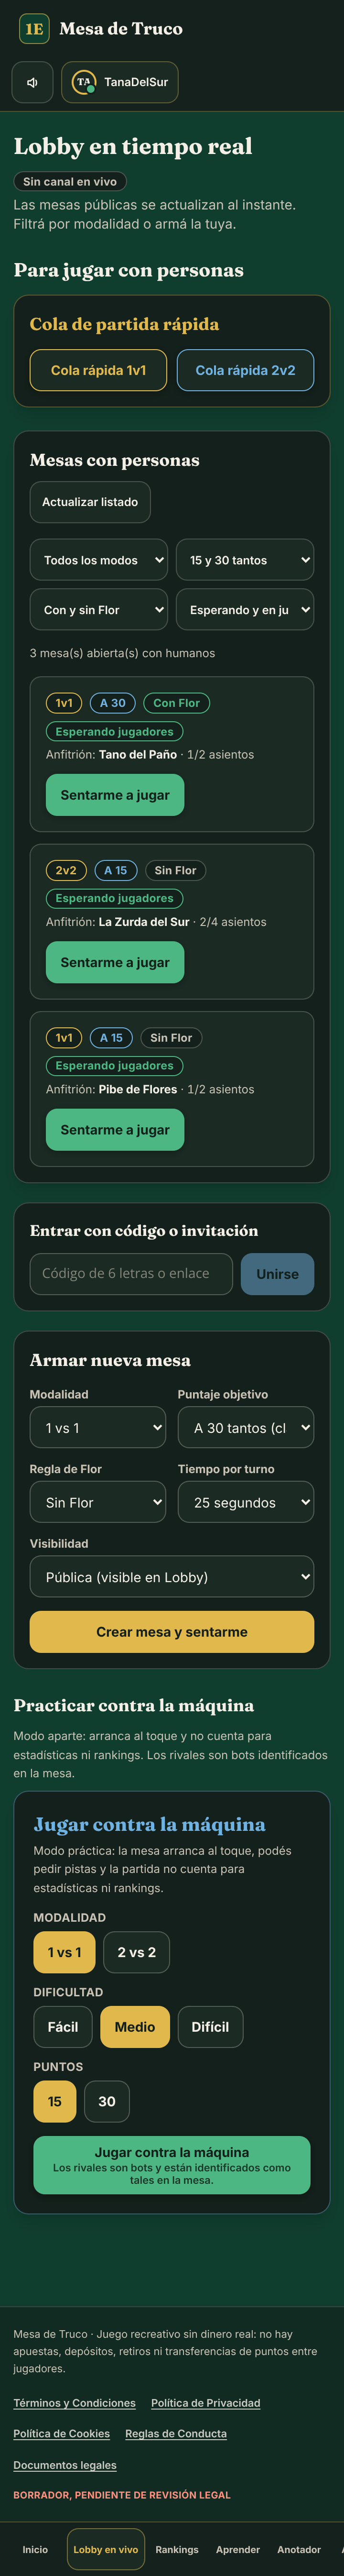 1E Mesa de Truco
TA TanaDelSur
Lobby en tiempo real
Sin canal en vivo
Las mesas públicas se actualizan al instante.
Filtrá por modalidad o armá la tuya.
Para jugar con personas
Cola de partida rápida
Cola rápida 1v1 Cola rápida 2v2
Mesas con personas
Actualizar listado
Todos los modos 15 y 30 tantos
Con y sin Flor Esperando y en ju
3 mesa(s) abierta(s) con humanos
1v1 A 30 Con Flor
Esperando jugadores
Anfitrión: Tano del Paño · 1/2 asientos
Sentarme a jugar
2v2 A 15 Sin Flor
Esperando jugadores
Anfitrión: La Zurda del Sur · 2/4 asientos
Sentarme a jugar
1v1 A 15 Sin Flor
Esperando jugadores
Anfitrión: Pibe de Flores · 1/2 asientos
Sentarme a jugar
Entrar con código o invitación
Código de 6 letras o enlace Unirse
Armar nueva mesa
Modalidad Puntaje objetivo
1 vs 1 A 30 tantos (cl
Regla de Flor Tiempo por turno
Sin Flor 25 segundos
Visibilidad
Pública (visible en Lobby)
Crear mesa y sentarme
Practicar contra la máquina
Modo aparte: arranca al toque y no cuenta para
estadísticas ni rankings. Los rivales son bots identificados
en la mesa.
Jugar contra la máquina
Modo práctica: la mesa arranca al toque, podés
pedir pistas y la partida no cuenta para
estadísticas ni rankings.
MODALIDAD
1 vs 1 2 vs 2
DIFICULTAD
Fácil Medio Difícil
PUNTOS
15 30
Jugar contra la máquina
Los rivales son bots y están identificados como
tales en la mesa.
Mesa de Truco · Juego recreativo sin dinero real: no hay
apuestas, depósitos, retiros ni transferencias de puntos entre
jugadores.
Términos y Condiciones Política de Privacidad
Política de Cookies Reglas de Conducta
Documentos legales
BORRADOR, PENDIENTE DE REVISIÓN LEGAL
Inicio Lobby en vivo Rankings Aprender Anotador